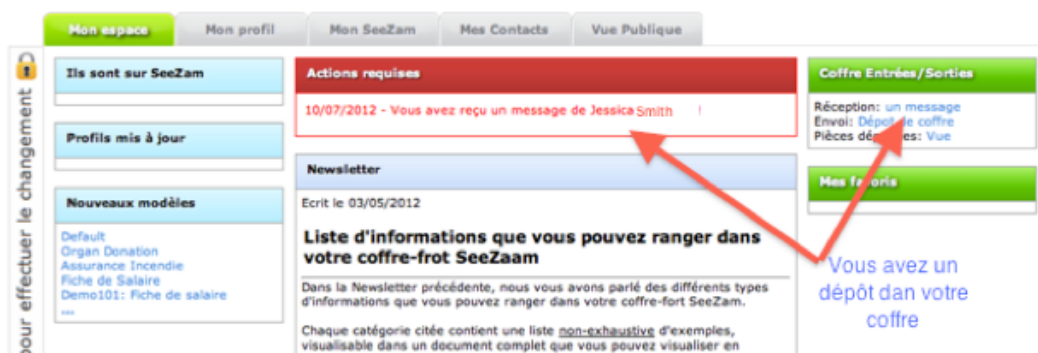 Mon espace
Mon profil
Mon SeeZam
Mes Contacts
Vue Publique
pour effectuer le changement
Ils sont sur SeeZam
Profils mis à jour
Nouveaux modèles
Default
Organ Donation
Assurance Incendie
Fiche de Salaire
Demo101: Fiche de salaire
...
Actions requises
10/07/2012 - Vous avez reçu un message de Jessica Smith !
Newsletter
Ecrit le 03/05/2012
Liste d'informations que vous pouvez ranger dans
votre coffre-frot SeeZaam
Dans la Newsletter précédente, nous vous avons parlé des différents types
d'informations que vous pouvez ranger dans votre coffre-fort SeeZam.
Chaque catégorie citée contient une liste non-exhaustive d'exemples,
visualisable dans un document complet que vous pouvez visualiser en
Coffre Entrées/Sorties
Réception: un message
Envoi: Dépot de coffre
Pièces : Vue
Mes favoris
Vous avez un
dépôt dan votre
coffre